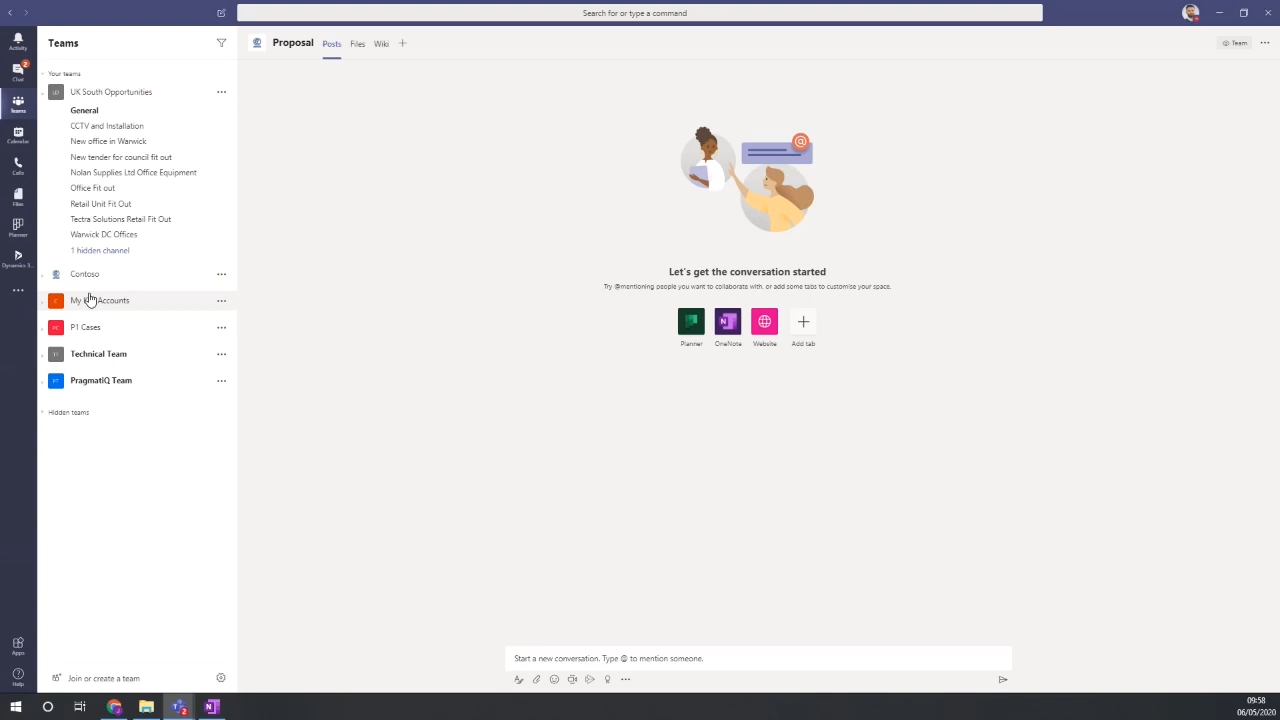 Search for or type a command
Activity
Chat
2
Teams
Calendar
Calls
Files
Planner
Dynamics 3...
Apps
Help
Teams
Your teams
UK South Opportunities
General
CCTV and Installation
New office in Warwick
New tender for council fit out
Nolan Supplies Ltd Office Equipment
Office Fit out
Retail Unit Fit Out
Tectra Solutions Retail Fit Out
Warwick DC Offices
1 hidden channel
Contoso
My Accounts
P1 Cases
Technical Team
PragmatIQ Team
Hidden teams
Join or create a team
Proposal Posts Files Wiki
Team
Let's get the conversation started
Try @mentioning people you want to collaborate with, or add some tabs to customise your space.
Planner OneNote Website Add tab
Start a new conversation. Type @ to mention someone.
09:58
06/05/2020